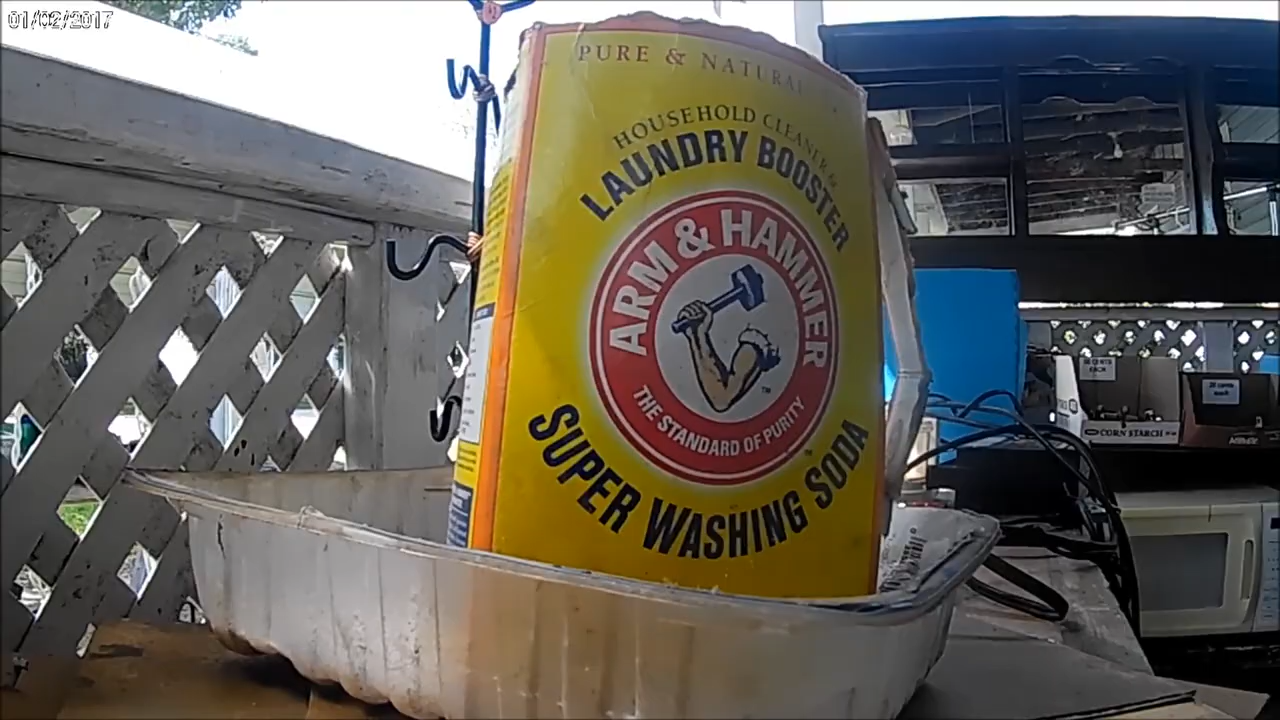 01/02/2017
PURE & NATURAL
HOUSEHOLD CLEANER &
LAUNDRY BOOSTER
ARM & HAMMER
THE STANDARD OF PURITY
TM
SUPER WASHING SODA
CORN STARCH